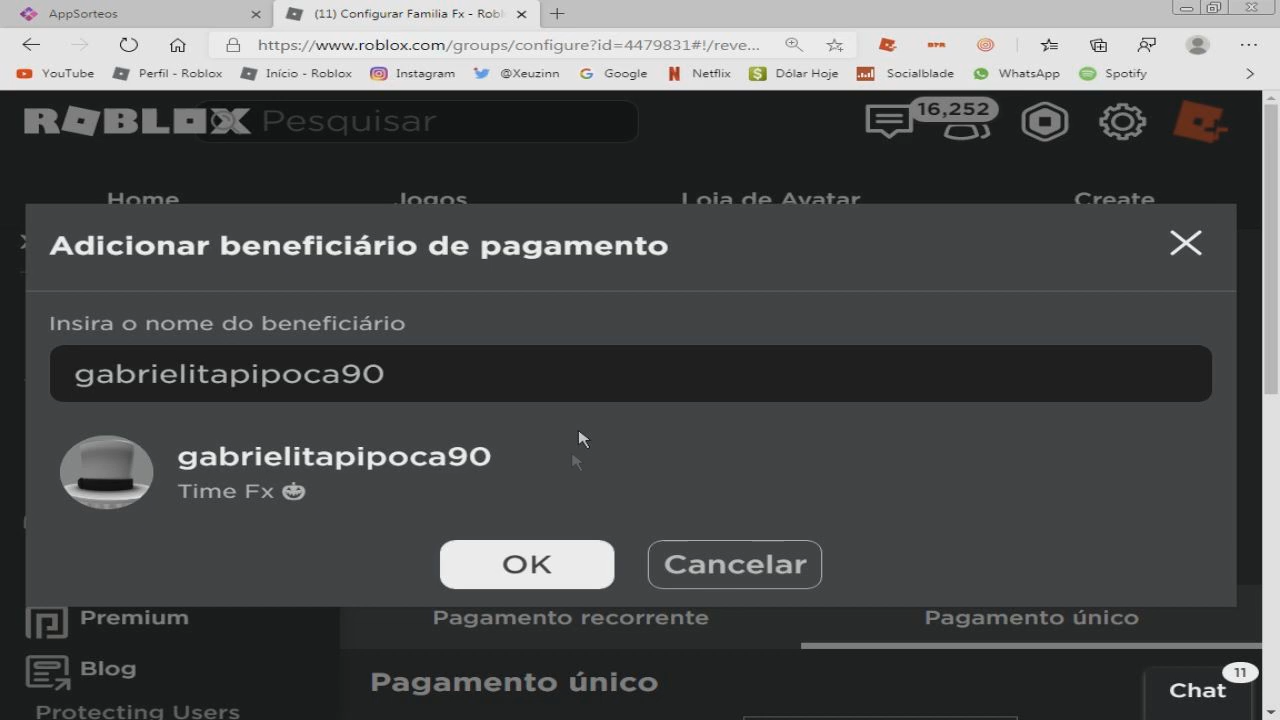 AppSorteos
(11) Configurar Familia Fx - Robl
https://www.roblox.com/groups/configure?id=4479831#!/reve...
YouTube Perfil - Roblox Início - Roblox Instagram @Xeuzinn Google Netflix Dólar Hoje Socialblade WhatsApp Spotify
ROBLOX Pesquisar 16,252
Home Jogos Loja de Avatar Create
Adicionar beneficiário de pagamento
Insira o nome do beneficiário
gabrielitapipoca90
gabrielitapipoca90
Time Fx 🎃
OK Cancelar
Premium Pagamento recorrente Pagamento único
Blog
Pagamento único
11
Chat
Protecting Users